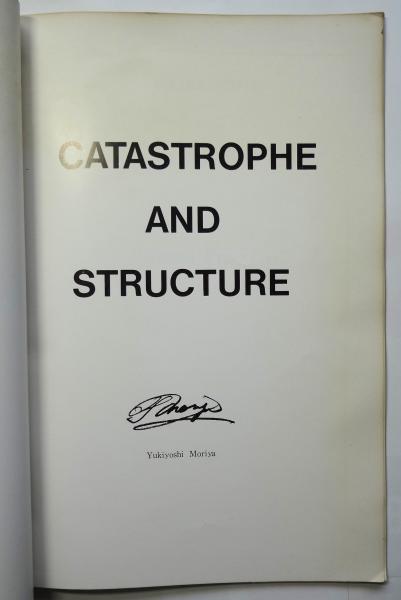 CATASTROPHE
AND
STRUCTURE
Yukiyoshi Moriya